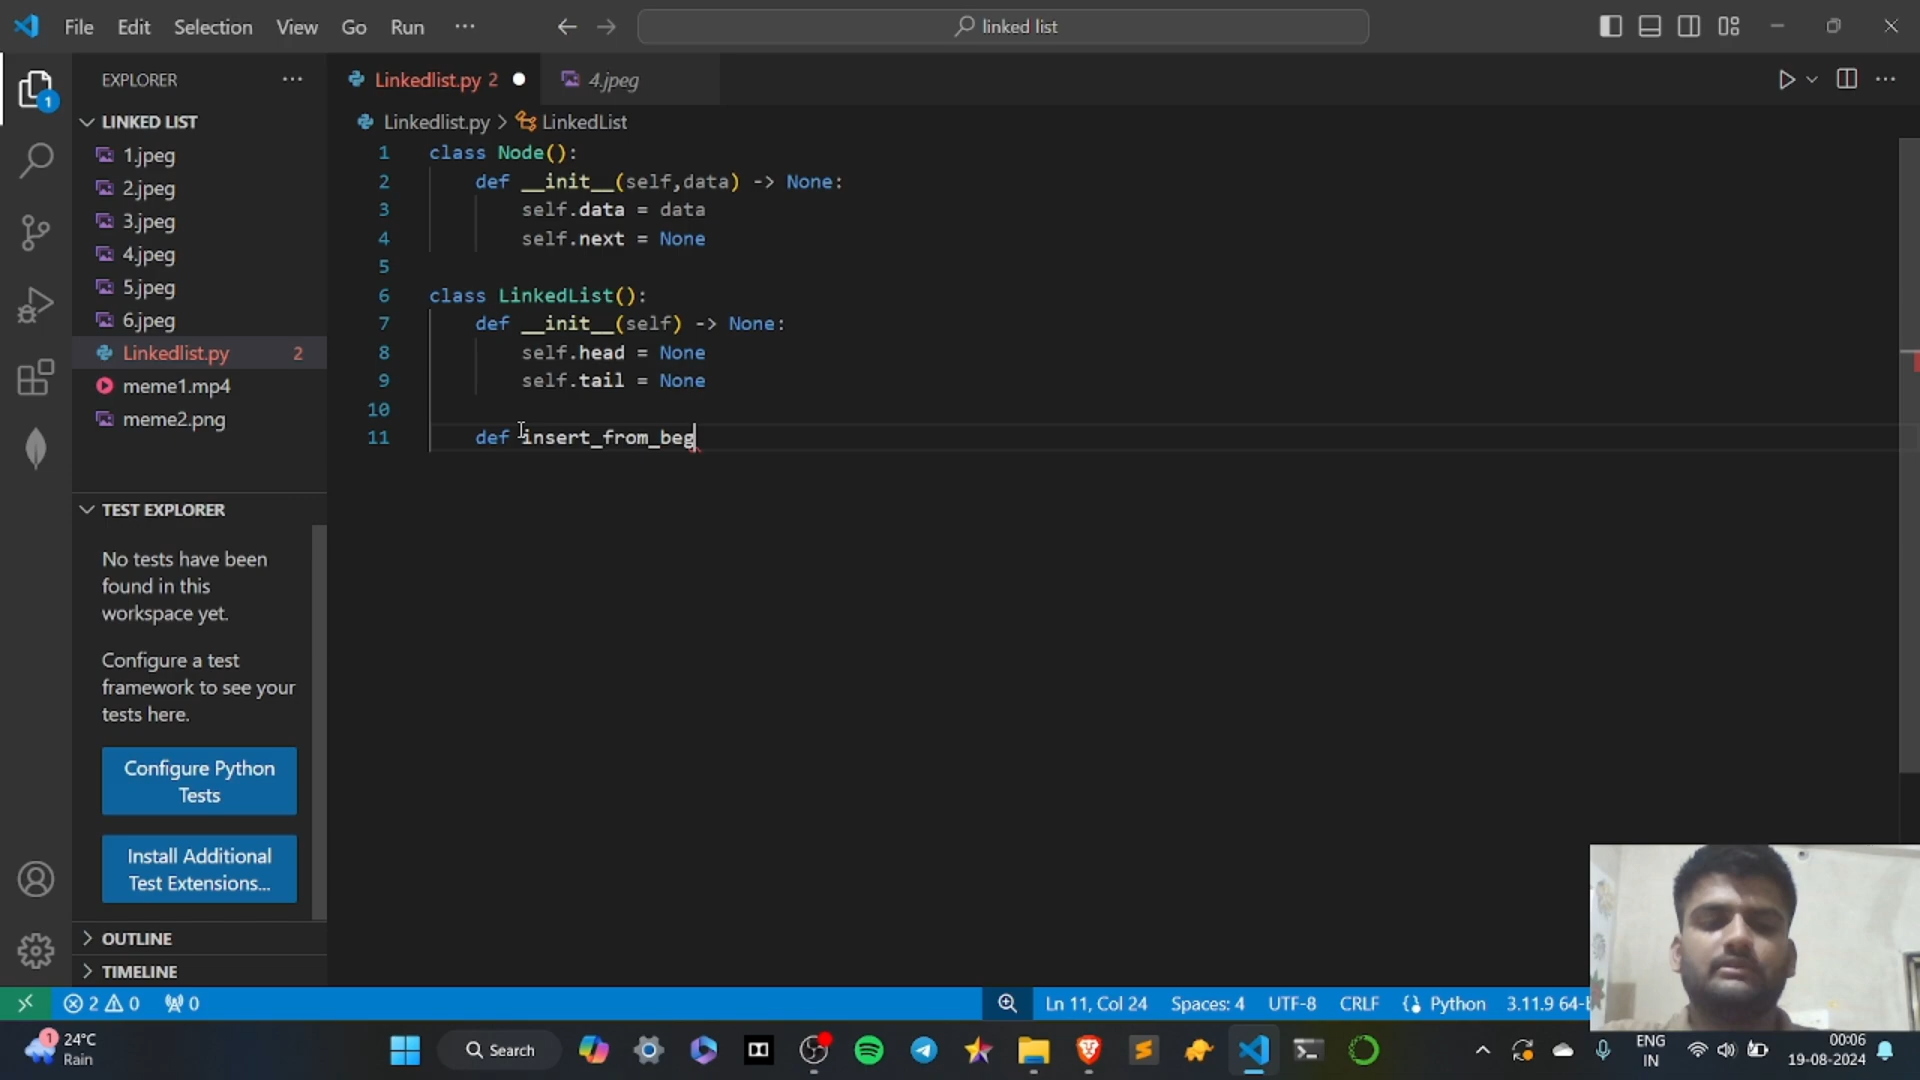 File Edit Selection View Go Run ··· linked list
EXPLORER ···
Linkedlist.py 2
4.jpeg
LINKED LIST
Linkedlist.py > LinkedList
1.jpeg
2.jpeg
3.jpeg
4.jpeg
5.jpeg
6.jpeg
Linkedlist.py 2
meme1.mp4
meme2.png
1 class Node():
2 def __init__(self,data) -> None:
3 self.data = data
4 self.next = None
5
6 class LinkedList():
7 def __init__(self) -> None:
8 self.head = None
9 self.tail = None
10
11 def insert_from_beg
TEST EXPLORER
No tests have been
found in this
workspace yet.
Configure a test
framework to see your
tests here.
Configure Python
Tests
Install Additional
Test Extensions...
OUTLINE
TIMELINE
1
2 0 0 Ln 11, Col 24 Spaces: 4 UTF-8 CRLF Python 3.11.9 64-
1 24°C
Rain
Search
ENG
IN
00:06
19-08-2024